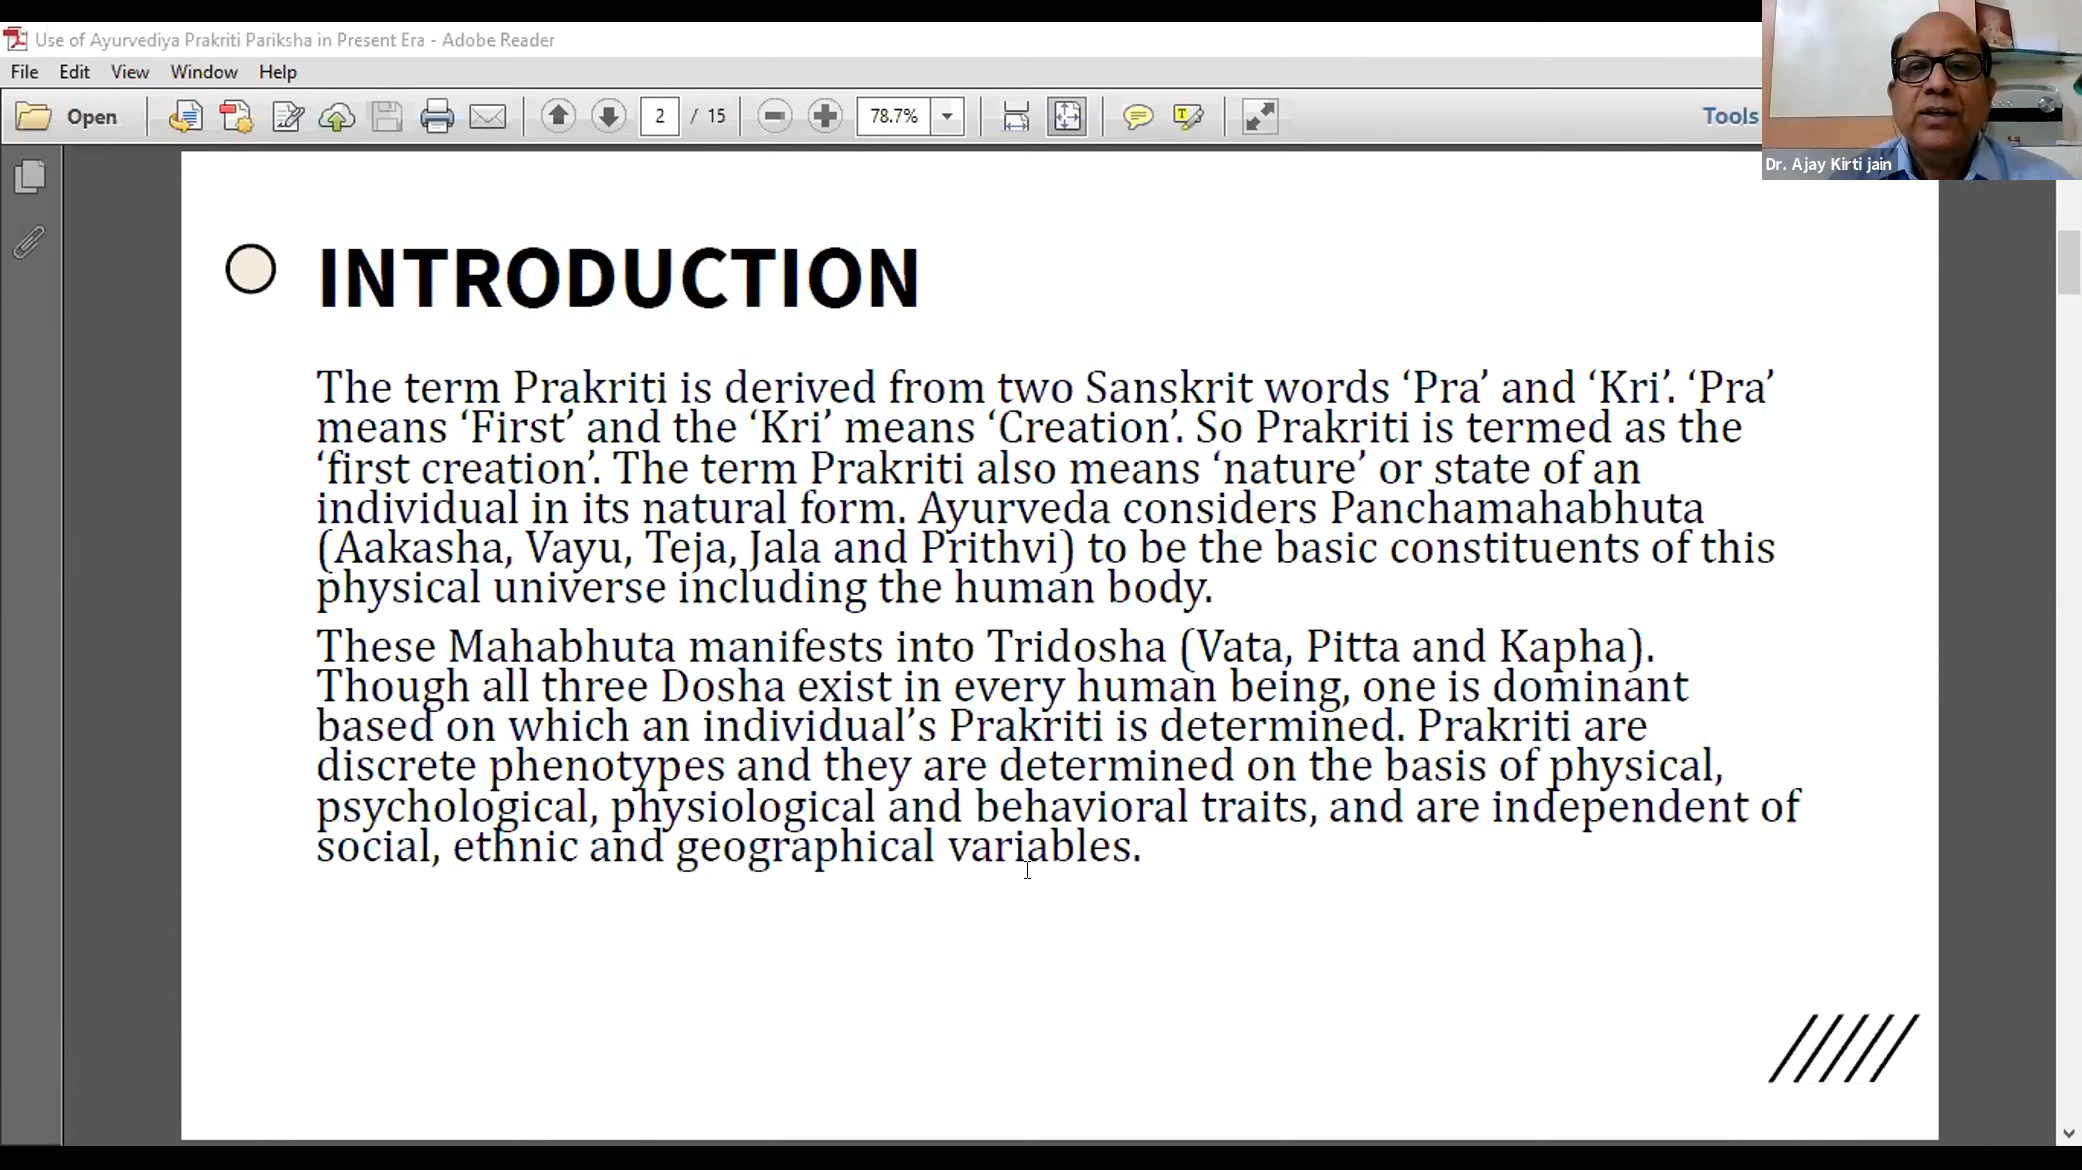 Use of Ayurvediya Prakriti Pariksha in Present Era - Adobe Reader
File Edit View Window Help
Open 2 / 15 78.7% Tools
Dr. Ajay Kirti jain
INTRODUCTION
The term Prakriti is derived from two Sanskrit words ‘Pra’ and ‘Kri’. ‘Pra’
means ‘First’ and the ‘Kri’ means ‘Creation’. So Prakriti is termed as the
‘first creation’. The term Prakriti also means ‘nature’ or state of an
individual in its natural form. Ayurveda considers Panchamahabhuta
(Aakasha, Vayu, Teja, Jala and Prithvi) to be the basic constituents of this
physical universe including the human body.
These Mahabhuta manifests into Tridosha (Vata, Pitta and Kapha).
Though all three Dosha exist in every human being, one is dominant
based on which an individual’s Prakriti is determined. Prakriti are
discrete phenotypes and they are determined on the basis of physical,
psychological, physiological and behavioral traits, and are independent of
social, ethnic and geographical variables.